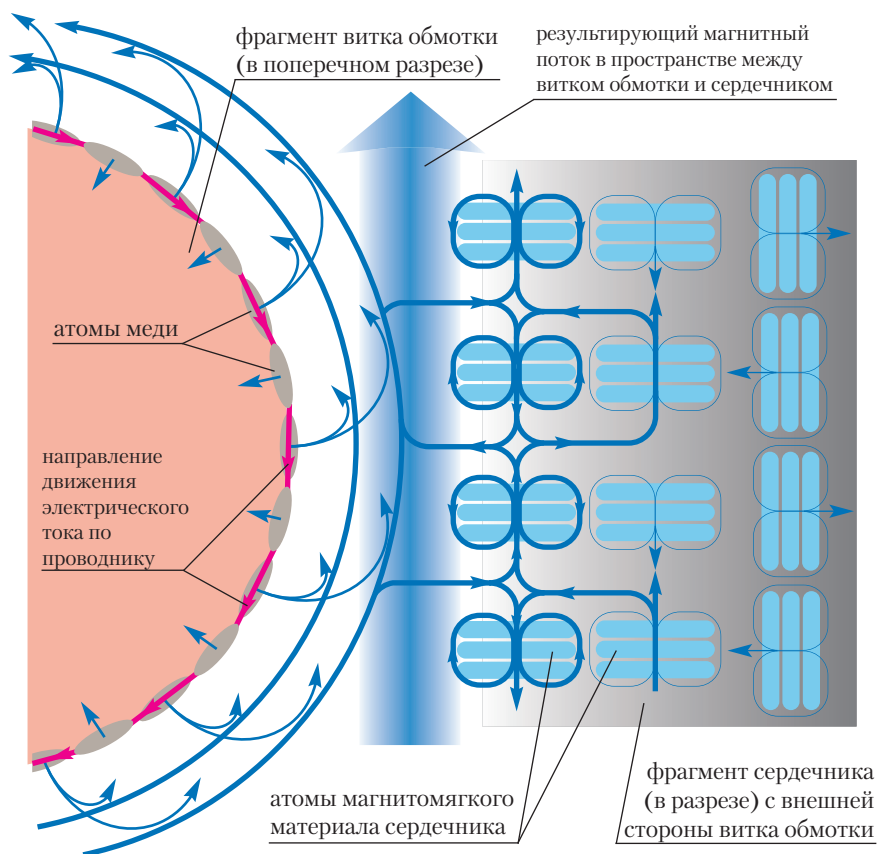 фрагмент витка обмотки
(в поперечном разрезе)
результирующий магнитный
поток в пространстве между
витком обмотки и сердечником
атомы меди
направление
движения
электрического
тока по
проводнику
атомы магнитомягкого
материала сердечника
фрагмент сердечника
(в разрезе) с внешней
стороны витка обмотки